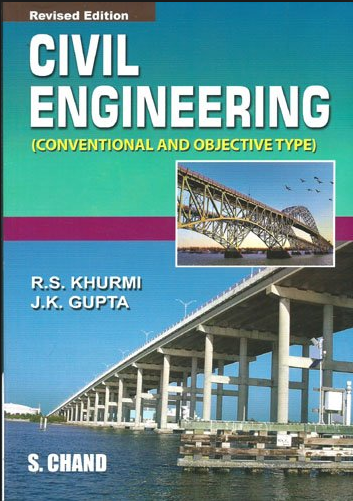 Revised Edition
CIVIL
ENGINEERING
(CONVENTIONAL AND OBJECTIVE TYPE)
R.S. KHURMI
J.K. GUPTA
S. CHAND